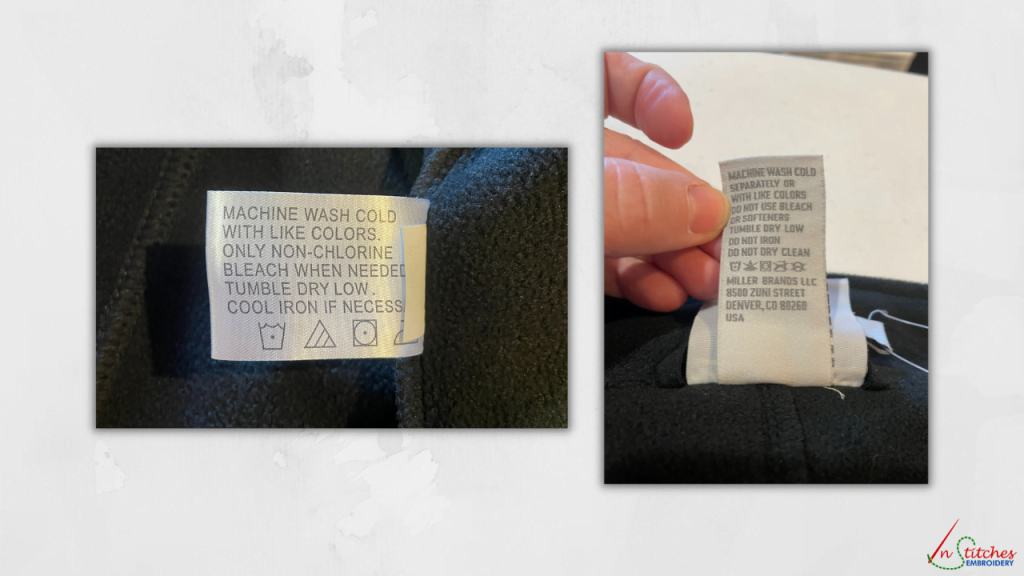 MACHINE WASH COLD
WITH LIKE COLORS.
ONLY NON-CHLORINE
BLEACH WHEN NEEDED
TUMBLE DRY LOW.
COOL IRON IF NECESS
MACHINE WASH COLD
SEPARATELY OR
WITH LIKE COLORS
DO NOT USE BLEACH
OR SOFTENERS
TUMBLE DRY LOW
DO NOT IRON
DO NOT DRY CLEAN
MILLER BRANDS LLC
8500 ZUNI STREET
DENVER, CO 80260
USA
In Stitches
EMBROIDERY